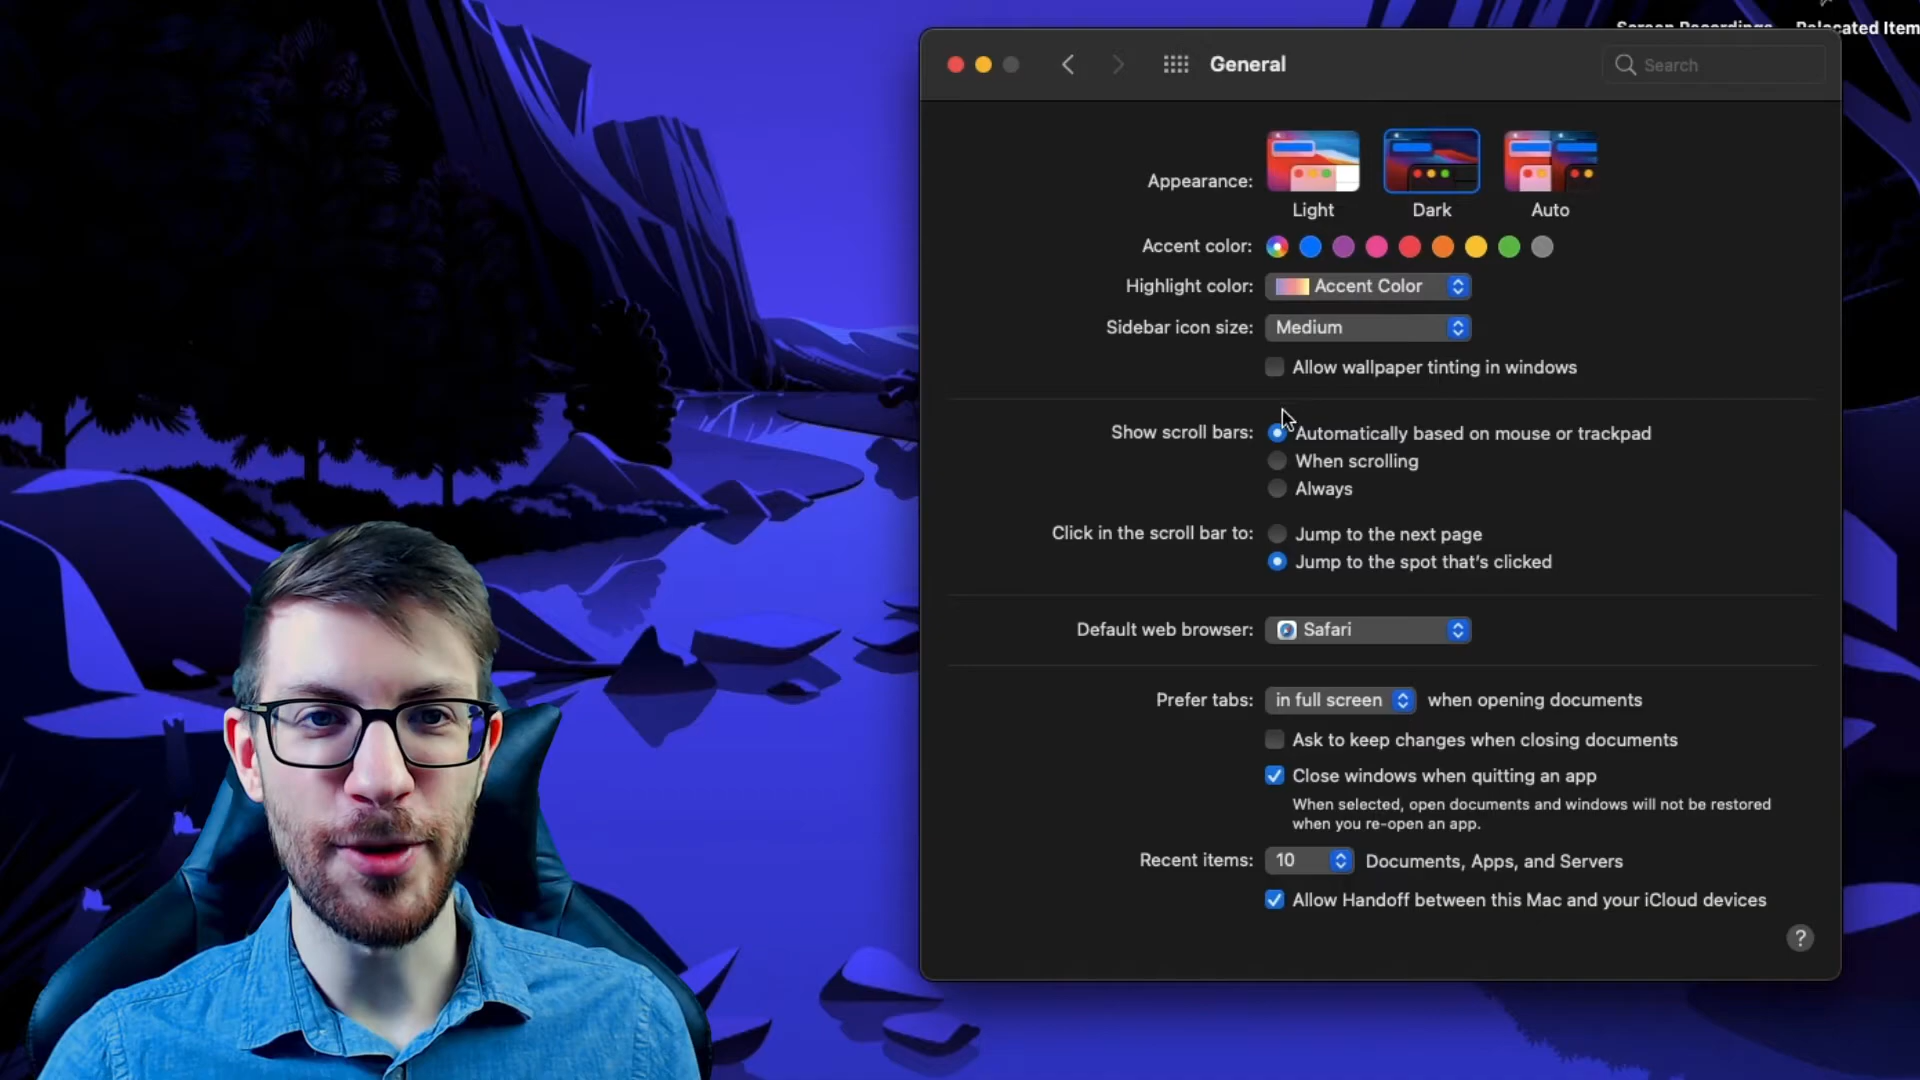 Screen Recordings Relocated Item
General
Search
Appearance:
Light Dark Auto
Accent color:
Highlight color: Accent Color
Sidebar icon size: Medium
Allow wallpaper tinting in windows
Show scroll bars: Automatically based on mouse or trackpad
When scrolling
Always
Click in the scroll bar to: Jump to the next page
Jump to the spot that's clicked
Default web browser: Safari
Prefer tabs: in full screen when opening documents
Ask to keep changes when closing documents
Close windows when quitting an app
When selected, open documents and windows will not be restored
when you re-open an app.
Recent items: 10 Documents, Apps, and Servers
Allow Handoff between this Mac and your iCloud devices
?